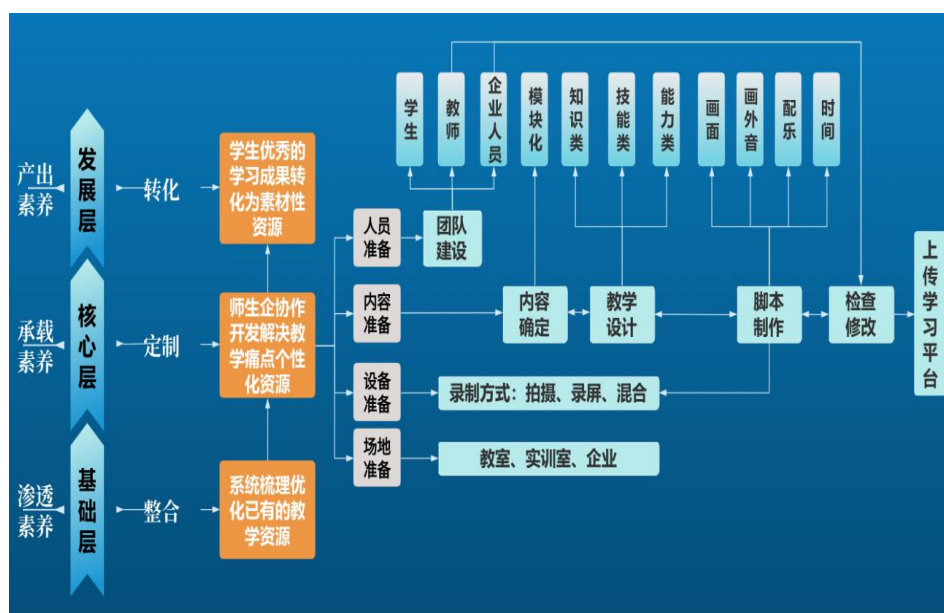 学生
教师
企业人员
模块化
知识类
技能类
能力类
画面
画外音
配乐
时间
产出
素养
发展层
转化
学生优秀的
学习成果转
化为素材性
资源
人员
准备
团队
建设
承载
素养
核心层
定制
师生企协作
开发解决教
学痛点个性
化资源
内容
准备
内容
确定
教学
设计
脚本
制作
检查
修改
上传学习平台
设备
准备
录制方式：拍摄、录屏、混合
场地
准备
教室、实训室、企业
渗透
素养
基础层
整合
系统梳理优
化已有的教
学资源